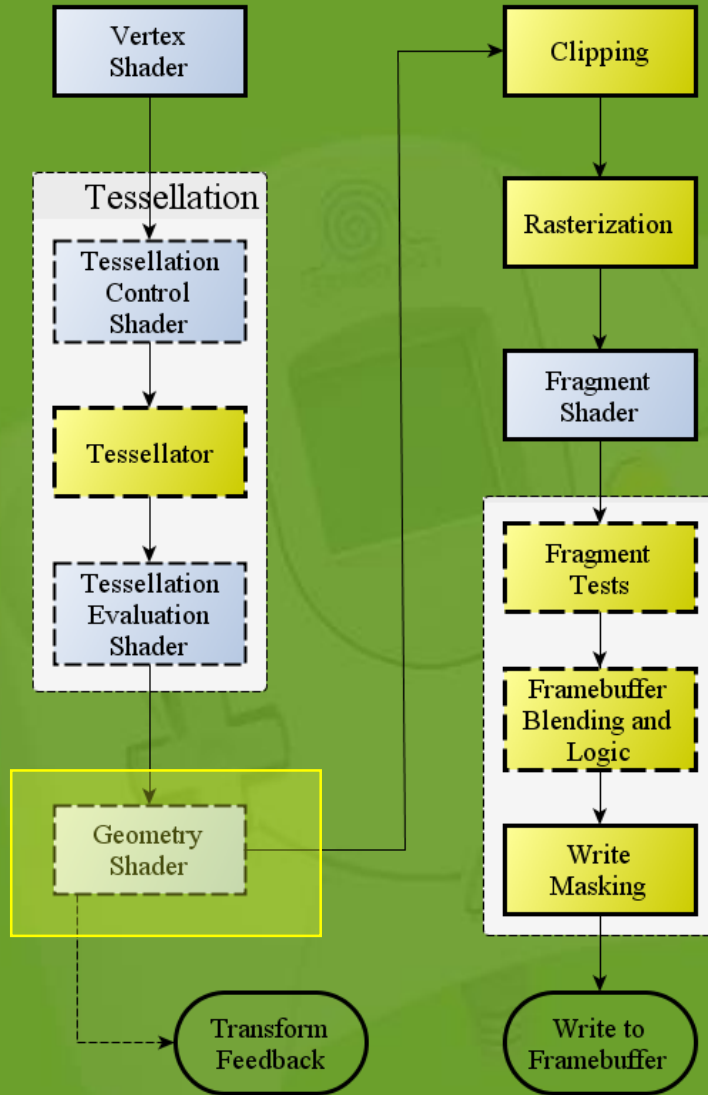 Vertex
Shader
Tessellation
Tessellation
Control
Shader
Tessellator
Tessellation
Evaluation
Shader
Geometry
Shader
Transform
Feedback
Clipping
Rasterization
Fragment
Shader
Fragment
Tests
Framebuffer
Blending and
Logic
Write
Masking
Write to
Framebuffer